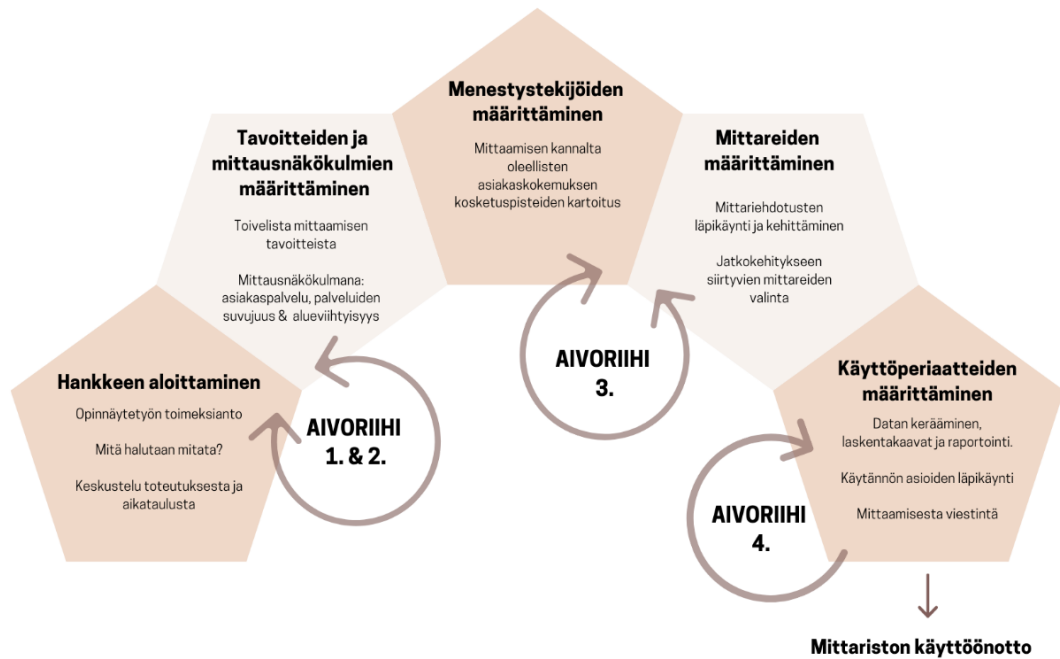 Menestystekijöiden
määrittäminen
Mittaamisen kannalta
oleellisten
asiakaskokemuksen
kosketuspisteiden kartoitus
Tavoitteiden ja
mittausnäkökulmien
määrittäminen
Toivelista mittaamisen
tavoitteista
Mittausnäkökulmana:
asiakaspalvelu, palveluiden
suvujuus & alueviihtyisyys
Mittareiden
määrittäminen
Mittariehdotusten
läpikäynti ja kehittäminen
Jatkokehitykseen
siirtyvien mittareiden
valinta
Hankkeen aloittaminen
Opinnäytetyön toimeksianto
Mitä halutaan mitata?
Keskustelu toteutuksesta ja
aikataulusta
AIVORIIHI
1. & 2.
AIVORIIHI
3.
AIVORIIHI
4.
Käyttöperiaatteiden
määrittäminen
Datan kerääminen,
laskentakaavat ja raportointi.
Käytännön asioiden läpikäynti
Mittaamisesta viestintä
Mittariston käyttöönotto